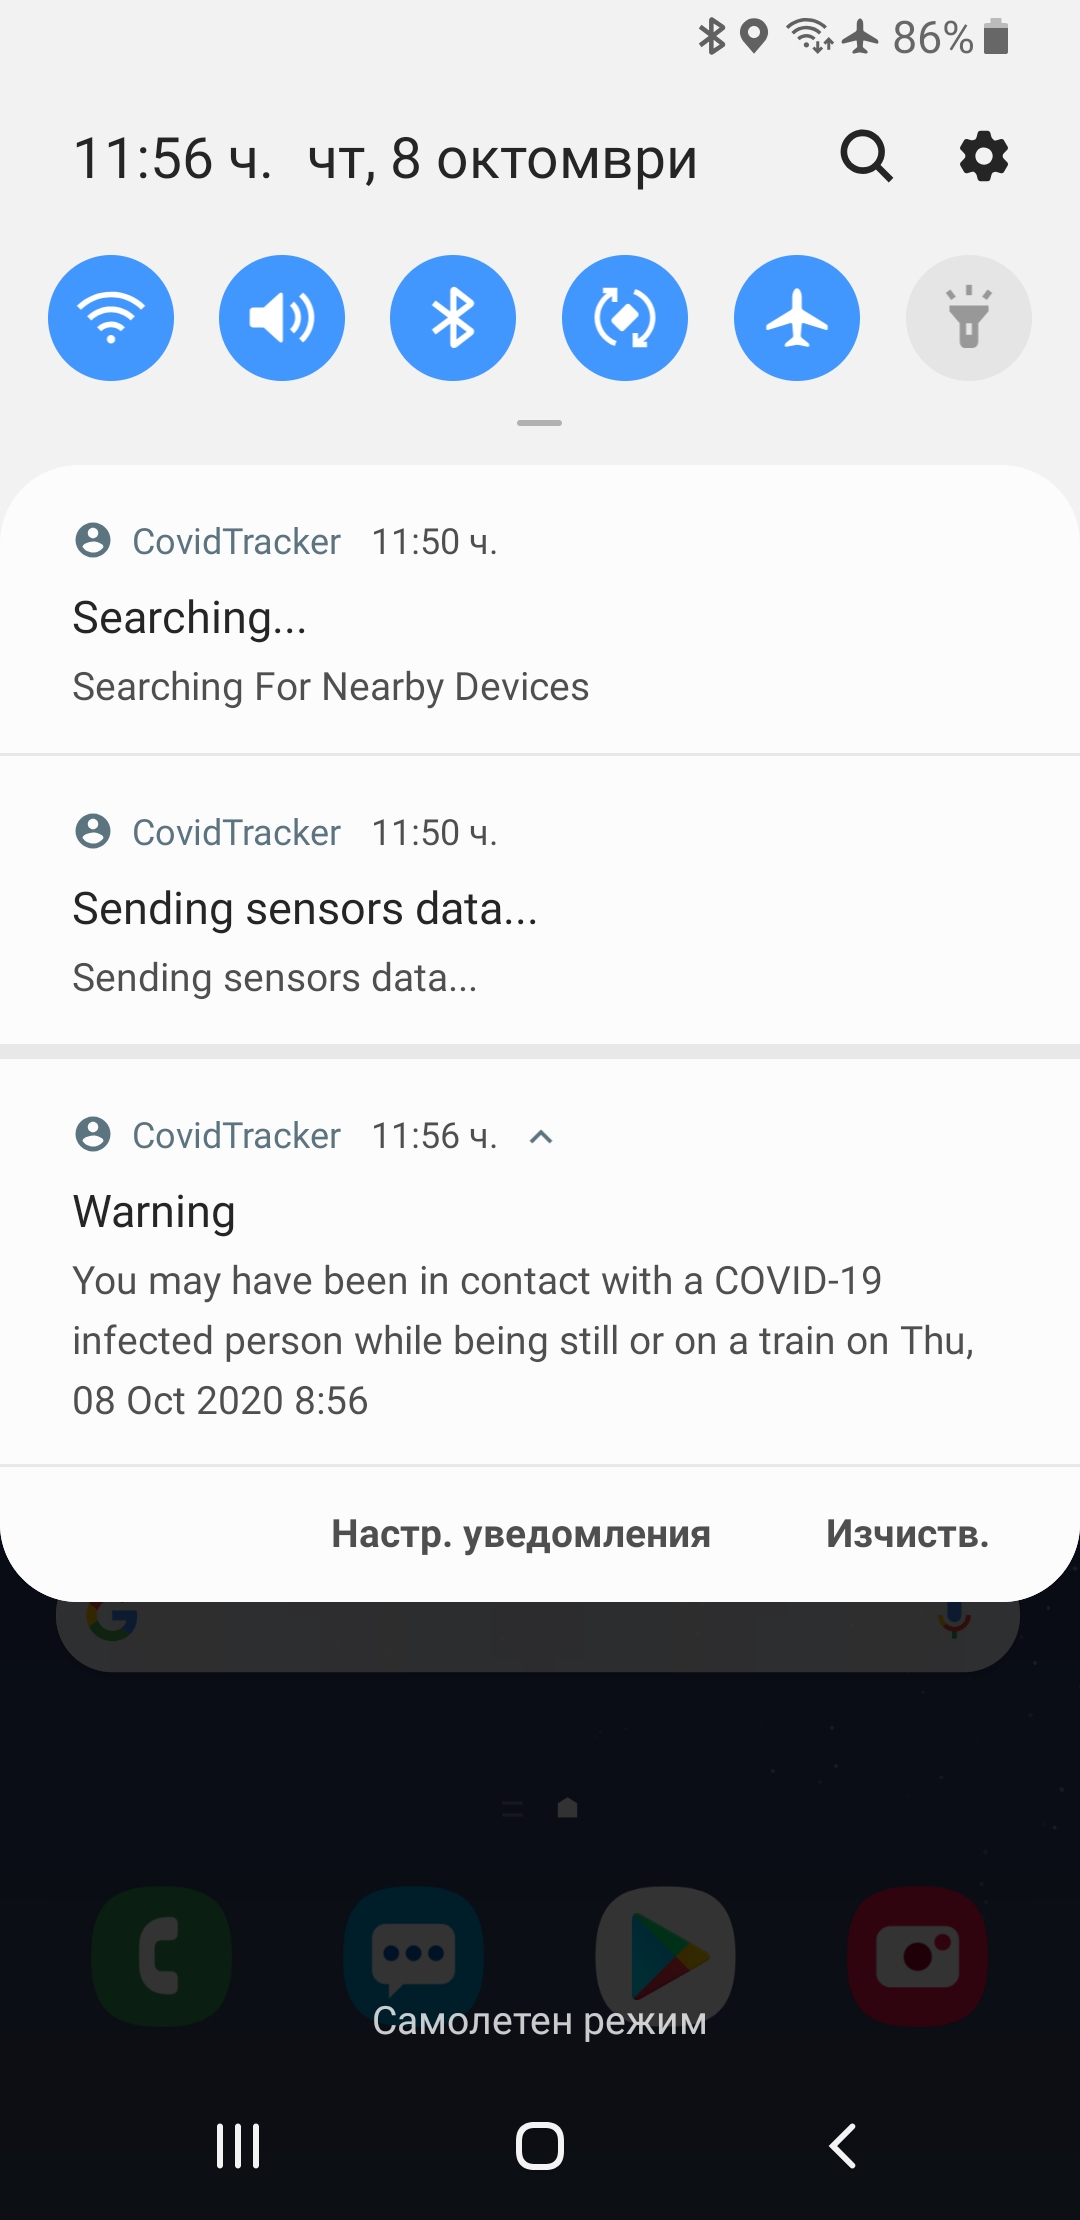 86%
11:56 ч. чт, 8 октомври
CovidTracker 11:50 ч.
Searching...
Searching For Nearby Devices
CovidTracker 11:50 ч.
Sending sensors data...
Sending sensors data...
CovidTracker 11:56 ч.
Warning
You may have been in contact with a COVID-19
infected person while being still or on a train on Thu,
08 Oct 2020 8:56
Настр. уведомления Изчиств.
Самолетен режим